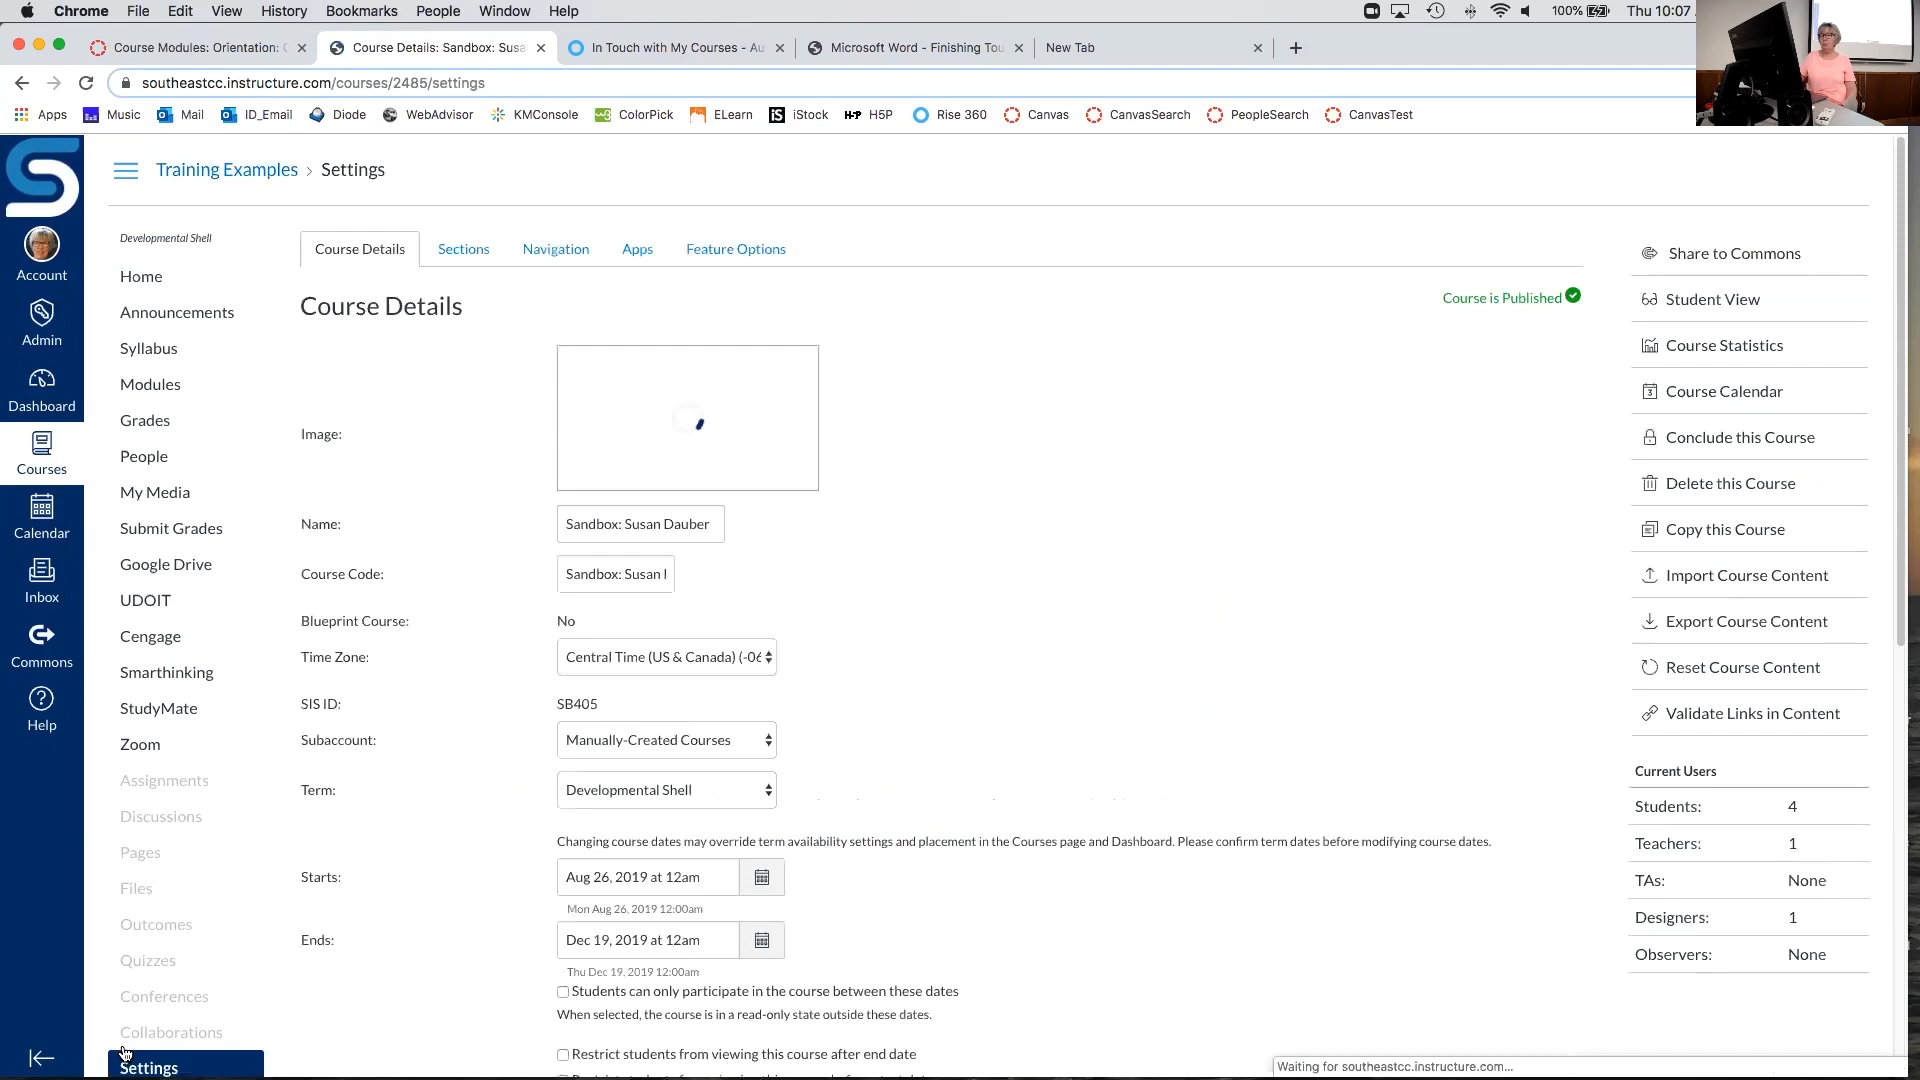 Chrome File Edit View History Bookmarks People Window Help 100% Thu 10:07
Course Modules: Orientation: Course Details: Sandbox: Susa In Touch with My Courses - Au Microsoft Word - Finishing Tou New Tab
southeastcc.instructure.com/courses/2485/settings
Apps Music Mail ID_Email Diode WebAdvisor KMConsole ColorPick ELearn iStock H5P Rise 360 Canvas CanvasSearch PeopleSearch CanvasTest
Training Examples › Settings
Account
Admin
Dashboard
Courses
Calendar
Inbox
Commons
Help
Developmental Shell
Home
Announcements
Syllabus
Modules
Grades
People
My Media
Submit Grades
Google Drive
UDOIT
Cengage
Smarthinking
StudyMate
Zoom
Assignments
Discussions
Pages
Files
Outcomes
Quizzes
Conferences
Collaborations
Settings
Course Details Sections Navigation Apps Feature Options
Course Details
Course is Published
Image:
Name: Sandbox: Susan Dauber
Course Code: Sandbox: Susan
Blueprint Course: No
Time Zone: Central Time (US & Canada) (-06
SIS ID: SB405
Subaccount: Manually-Created Courses
Term: Developmental Shell
Changing course dates may override term availability settings and placement in the Courses page and Dashboard. Please confirm term dates before modifying course dates.
Starts: Aug 26, 2019 at 12am
Mon Aug 26, 2019 12:00am
Ends: Dec 19, 2019 at 12am
Thu Dec 19, 2019 12:00am
Students can only participate in the course between these dates
When selected, the course is in a read-only state outside these dates.
Restrict students from viewing this course after end date
Share to Commons
Student View
Course Statistics
Course Calendar
Conclude this Course
Delete this Course
Copy this Course
Import Course Content
Export Course Content
Reset Course Content
Validate Links in Content
Current Users
Students: 4
Teachers: 1
TAs: None
Designers: 1
Observers: None
Waiting for southeastcc.instructure.com...